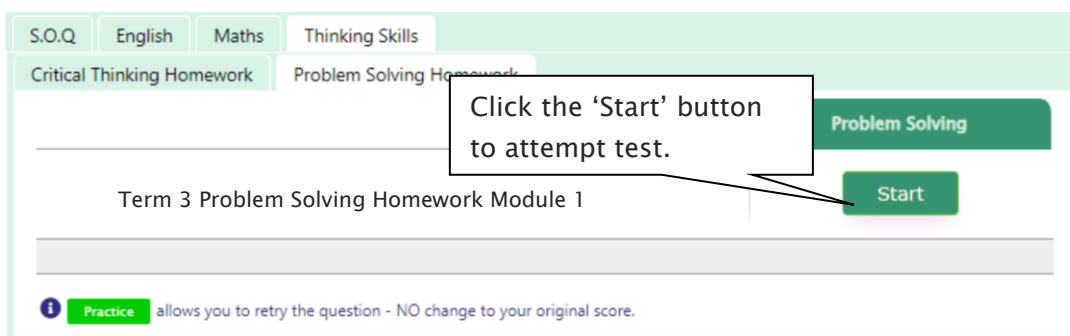 S.O.Q English Maths Thinking Skills
Critical Thinking Homework Problem Solving Homework
Click the ‘Start’ button
to attempt test.
Problem Solving
Term 3 Problem Solving Homework Module 1
Start
Practice allows you to retry the question - NO change to your original score.